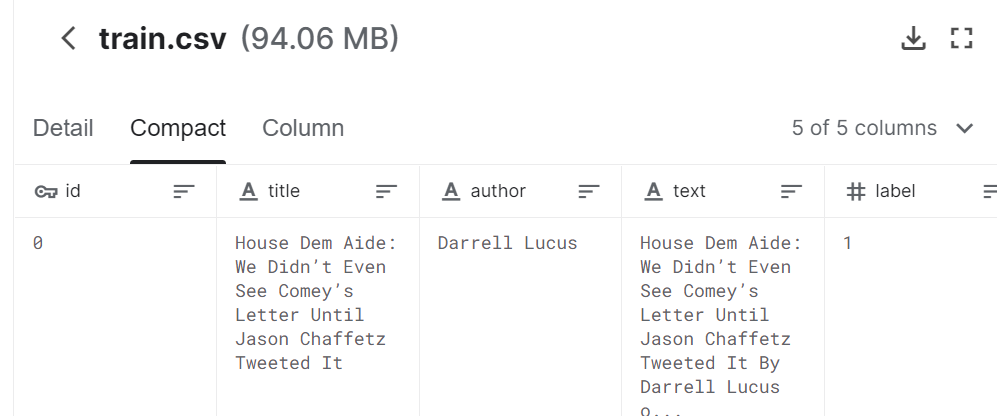 train.csv (94.06 MB)
Detail Compact Column 5 of 5 columns
id title author text label
0
House Dem Aide:
We Didn’t Even
See Comey’s
Letter Until
Jason Chaffetz
Tweeted It
Darrell Lucus
House Dem Aide:
We Didn’t Even
See Comey’s
Letter Until
Jason Chaffetz
Tweeted It By
Darrell Lucus
o...
1